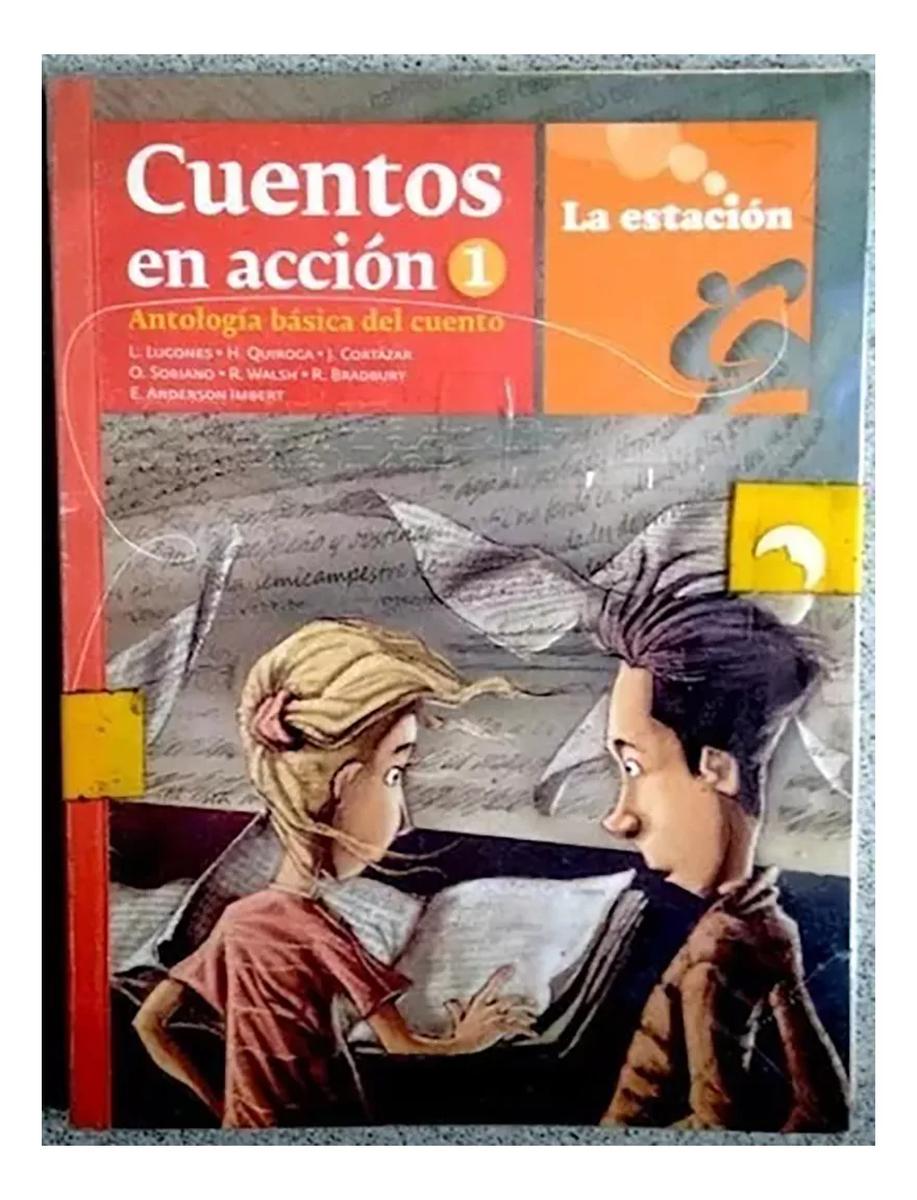 Cuentos
en acción 1
Antología básica del cuento
L. LUGONES • H. QUIROGA • J. CORTÁZAR
O. SORIANO • R. WALSH • R. BRADBURY
E. ANDERSON IMBERT
La estación
semicampestre